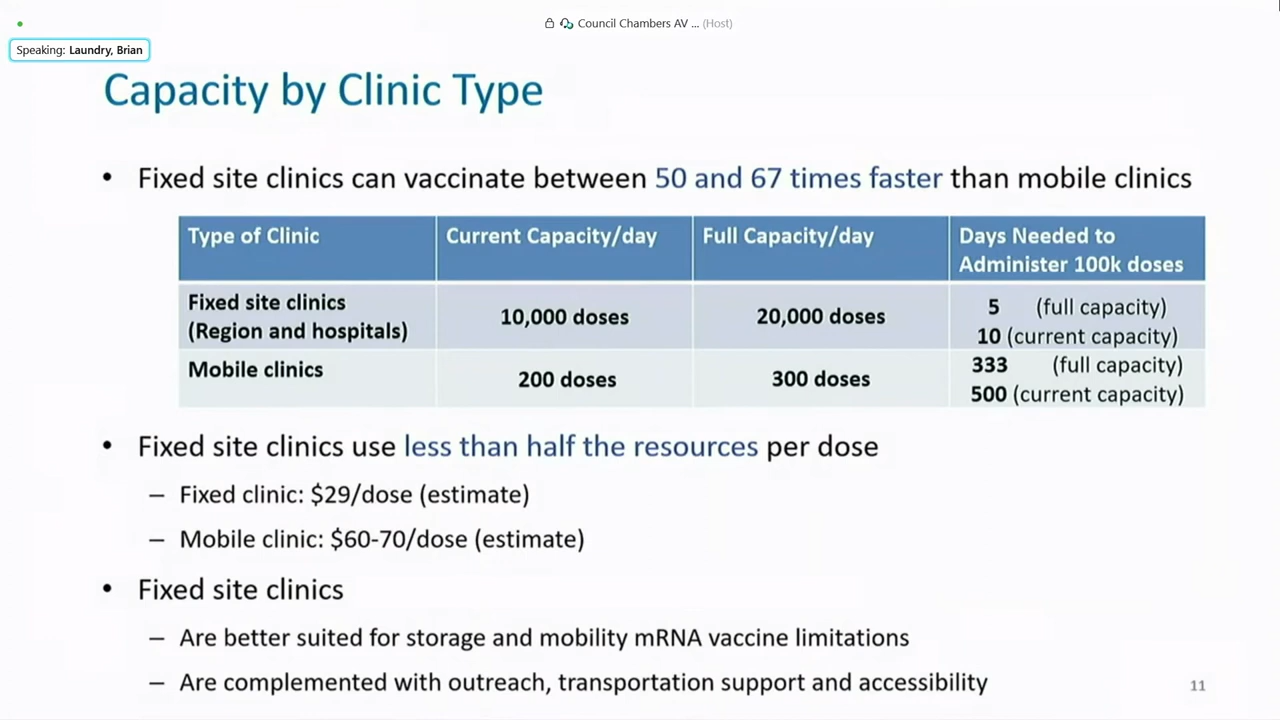 Council Chambers AV ... (Host)
Speaking: Laundry, Brian
Capacity by Clinic Type
• Fixed site clinics can vaccinate between 50 and 67 times faster than mobile clinics
Type of Clinic Current Capacity/day Full Capacity/day Days Needed to
Administer 100k doses
Fixed site clinics
(Region and hospitals)
10,000 doses
20,000 doses
5 (full capacity)
10 (current capacity)
Mobile clinics
200 doses
300 doses
333 (full capacity)
500 (current capacity)
• Fixed site clinics use less than half the resources per dose
– Fixed clinic: $29/dose (estimate)
– Mobile clinic: $60-70/dose (estimate)
• Fixed site clinics
– Are better suited for storage and mobility mRNA vaccine limitations
– Are complemented with outreach, transportation support and accessibility
11